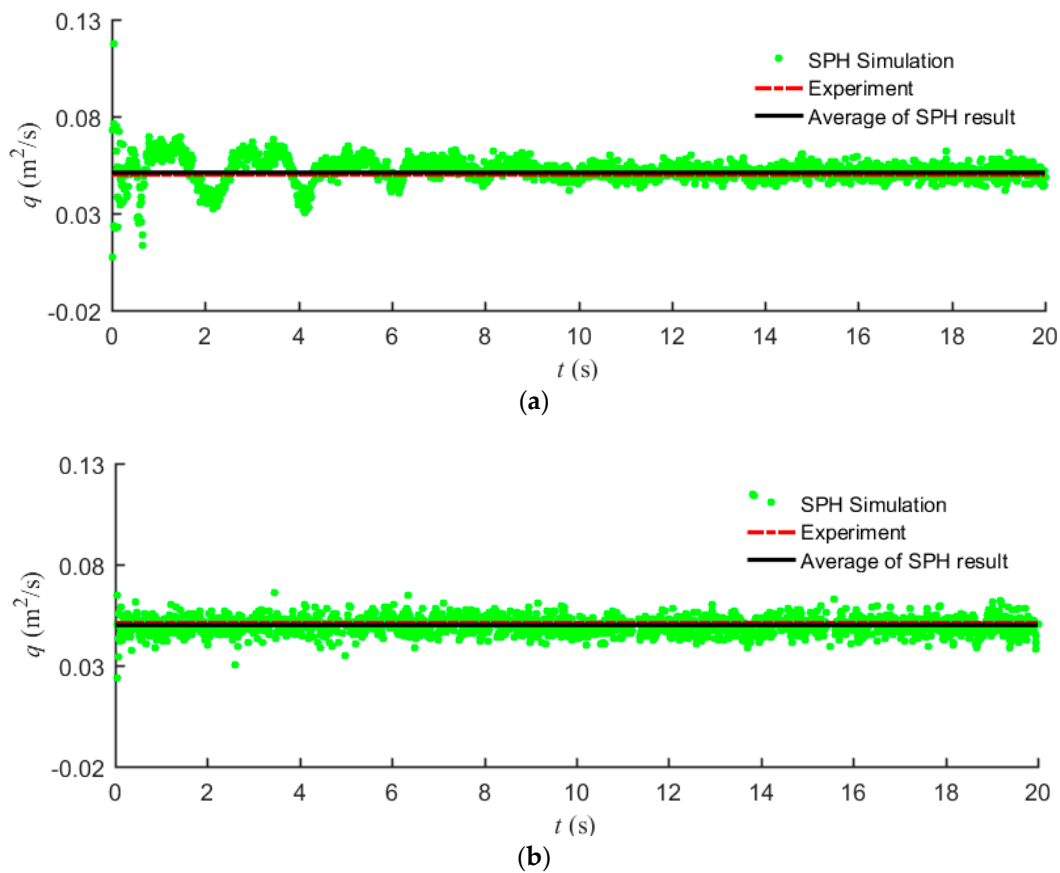 0.13
0.08
0.03
-0.02
q (m²/s)
SPH Simulation
Experiment
Average of SPH result
0 2 4 6 8 10 12 14 16 18 20
t (s)
(a)
0.13
0.08
0.03
-0.02
q (m²/s)
SPH Simulation
Experiment
Average of SPH result
0 2 4 6 8 10 12 14 16 18 20
t (s)
(b)